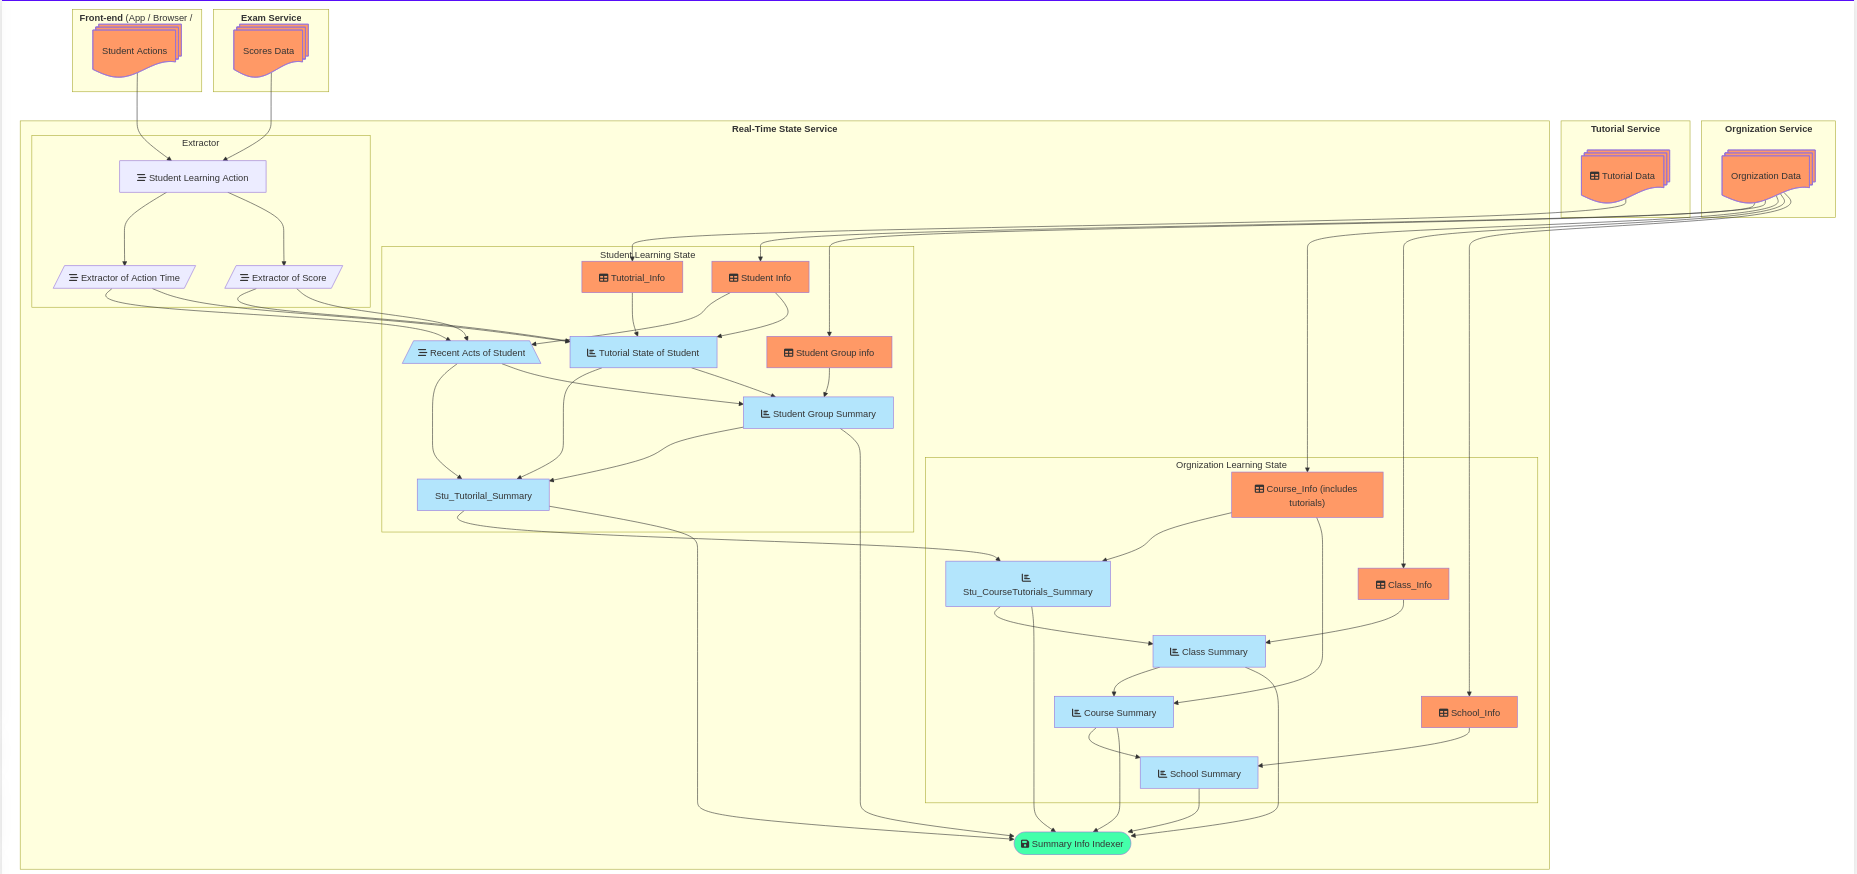 Front-end (App / Browser /
Exam Service
Student Actions
Scores Data
Real-Time State Service
Tutorial Service
Orgnization Service
Extractor
Student Learning Action
Tutorial Data
Orgnization Data
Student Learning State
Extractor of Action Time
Extractor of Score
Tutotrial_Info
Student Info
Recent Acts of Student
Tutorial State of Student
Student Group info
Student Group Summary
Orgnization Learning State
Stu_Tutorilal_Summary
Course_Info (includes
tutorials)
Stu_CourseTutorials_Summary
Class_Info
Class Summary
Course Summary
School_Info
School Summary
Summary Info Indexer